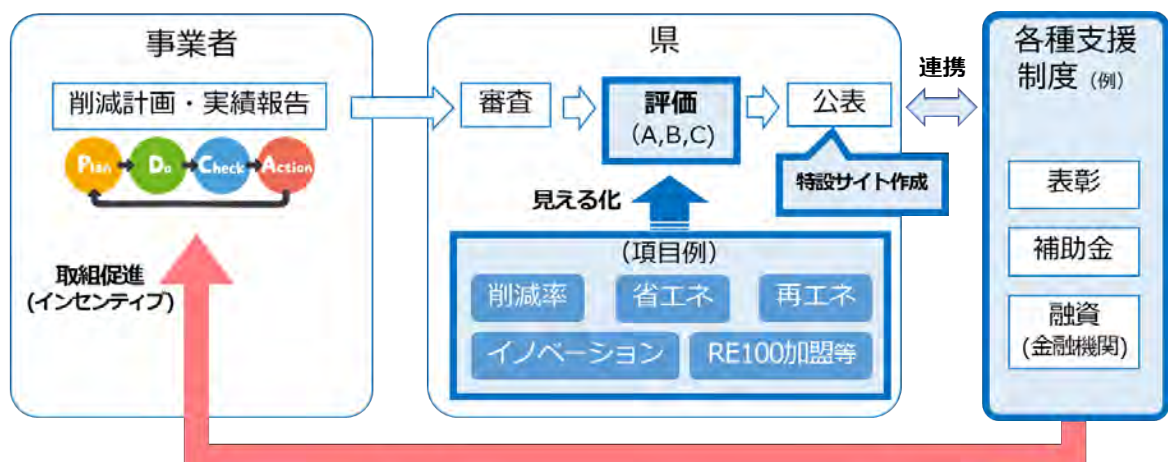 事業者
削減計画・実績報告
Plan
Do
Check
Action
取組促進
(インセンティブ)
県
審査
評価
(A,B,C)
公表
特設サイト作成
見える化
(項目例)
削減率
省エネ
再エネ
イノベーション
RE100加盟等
連携
各種支援
制度(例)
表彰
補助金
融資
(金融機関)